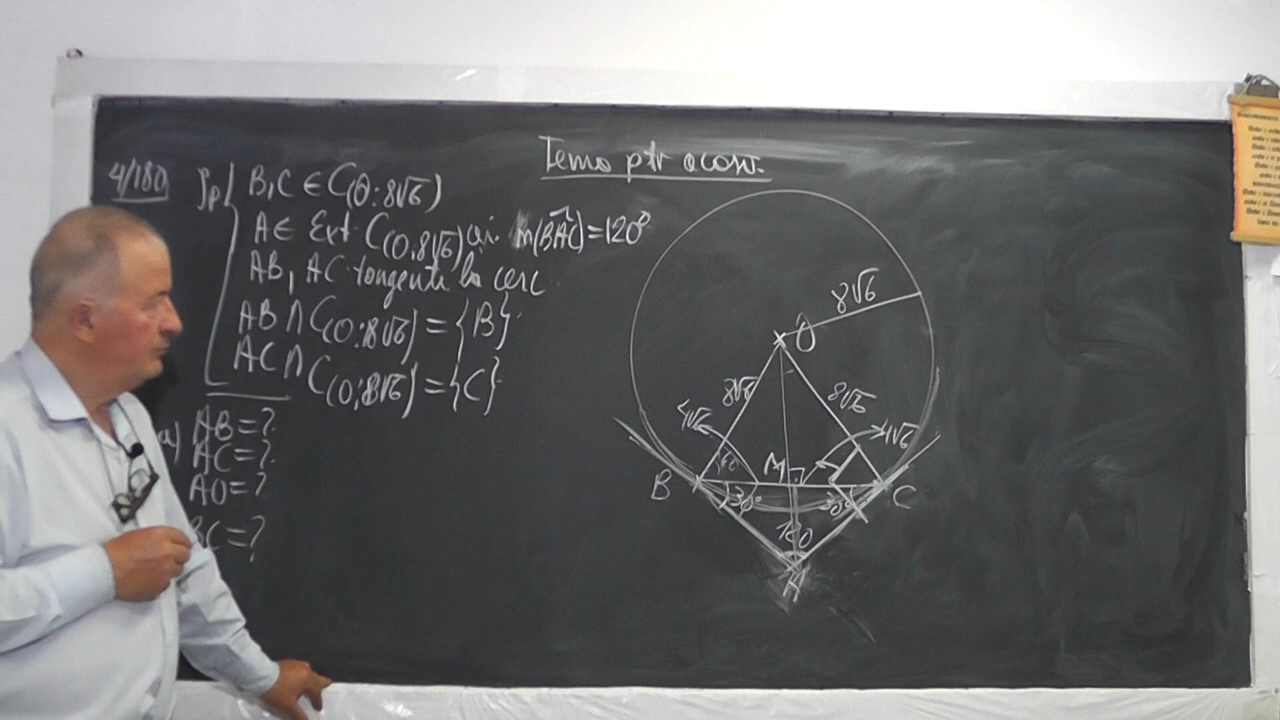 Tema ptr acasă.
4/180 Ip B,C ∈ C(O;8√6)
A ∈ Ext C(O,8√6) aî. m(BAC)=120°
AB, AC tangente la cerc
AB ∩ C(O;8√6) = {B}.
AC ∩ C(O;8√6) = {C}.
a) AB=?
AC=?
AO=?
BC=?
8√6
O
8√6 8√6
4√6 4√6
60 M
B C
30° 30°
120
A